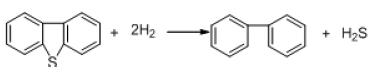 S + 2H₂ + H₂S